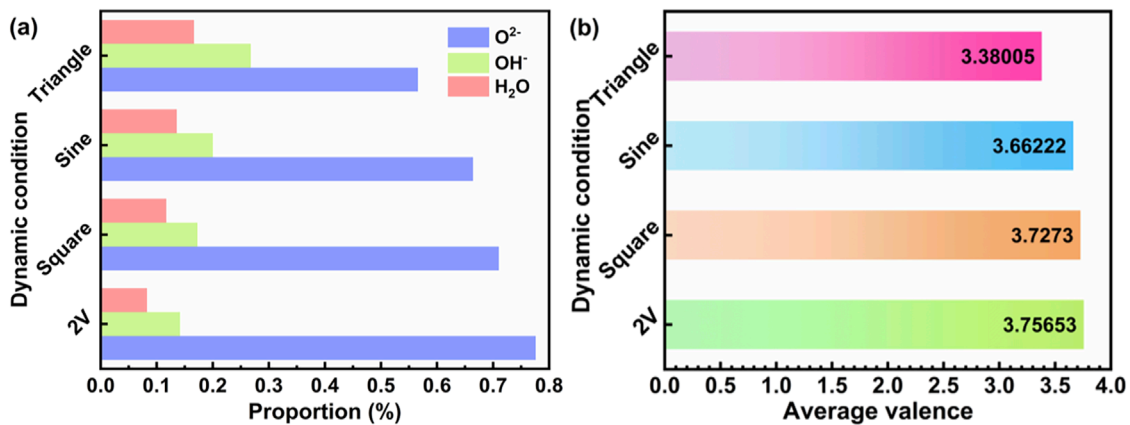 (a)
O²⁻
OH⁻
H₂O
Triangle
Sine
Square
2V
Dynamic condition
0.0 0.1 0.2 0.3 0.4 0.5 0.6 0.7 0.8
Proportion (%)
(b)
3.38005
3.66222
3.7273
3.75653
Triangle
Sine
Square
2V
Dynamic condition
0.0 0.5 1.0 1.5 2.0 2.5 3.0 3.5 4.0
Average valence